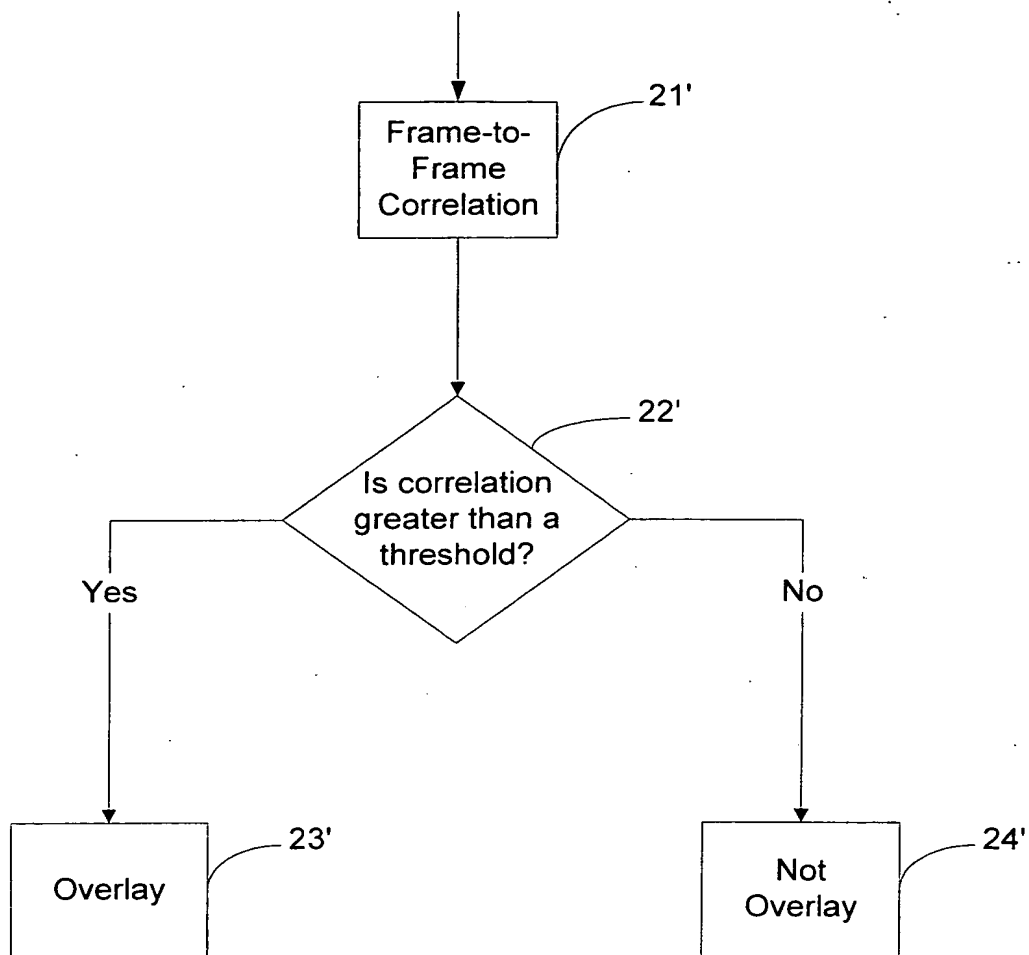 21'
Frame-to-
Frame
Correlation
22'
Is correlation
greater than a
threshold?
Yes
No
23'
Overlay
24'
Not
Overlay